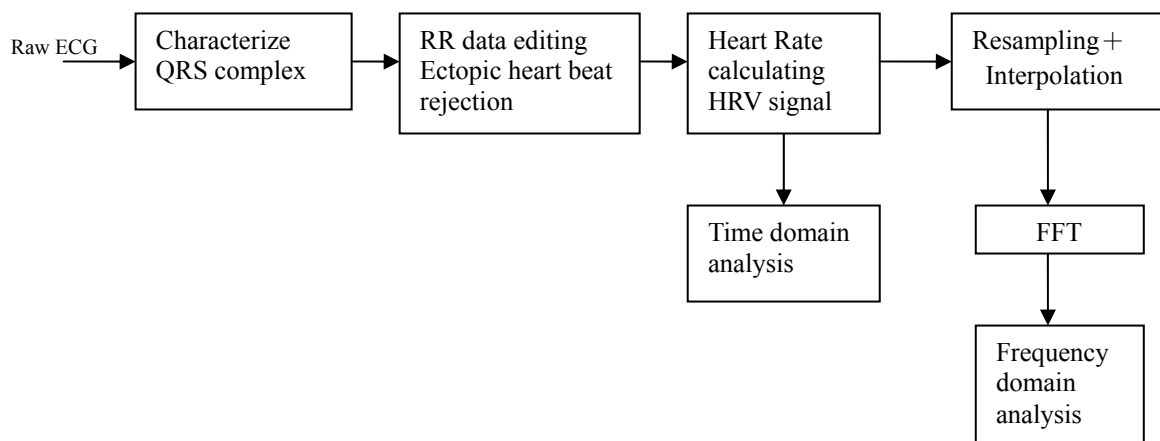 Raw ECG
Characterize
QRS complex
RR data editing
Ectopic heart beat
rejection
Heart Rate
calculating
HRV signal
Resampling＋
Interpolation
Time domain
analysis
FFT
Frequency
domain
analysis